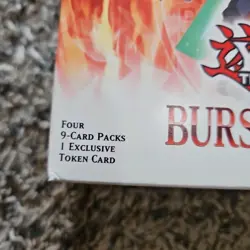 FOUR
9-CARD PACKS
1 EXCLUSIVE
TOKEN CARD
BURS